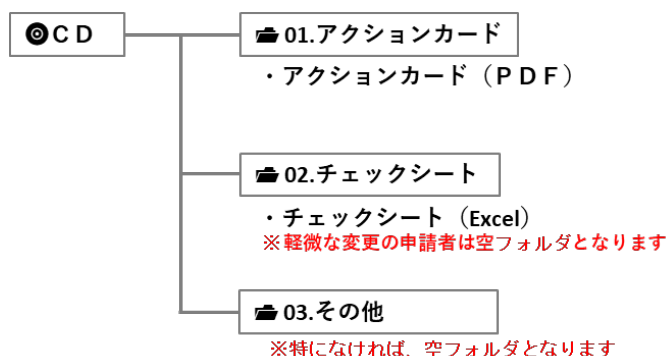 CD
01.アクションカード
・アクションカード（ＰＤＦ）
02.チェックシート
・チェックシート（Excel）
※軽微な変更の申請者は空フォルダとなります
03.その他
※特になければ、空フォルダとなります